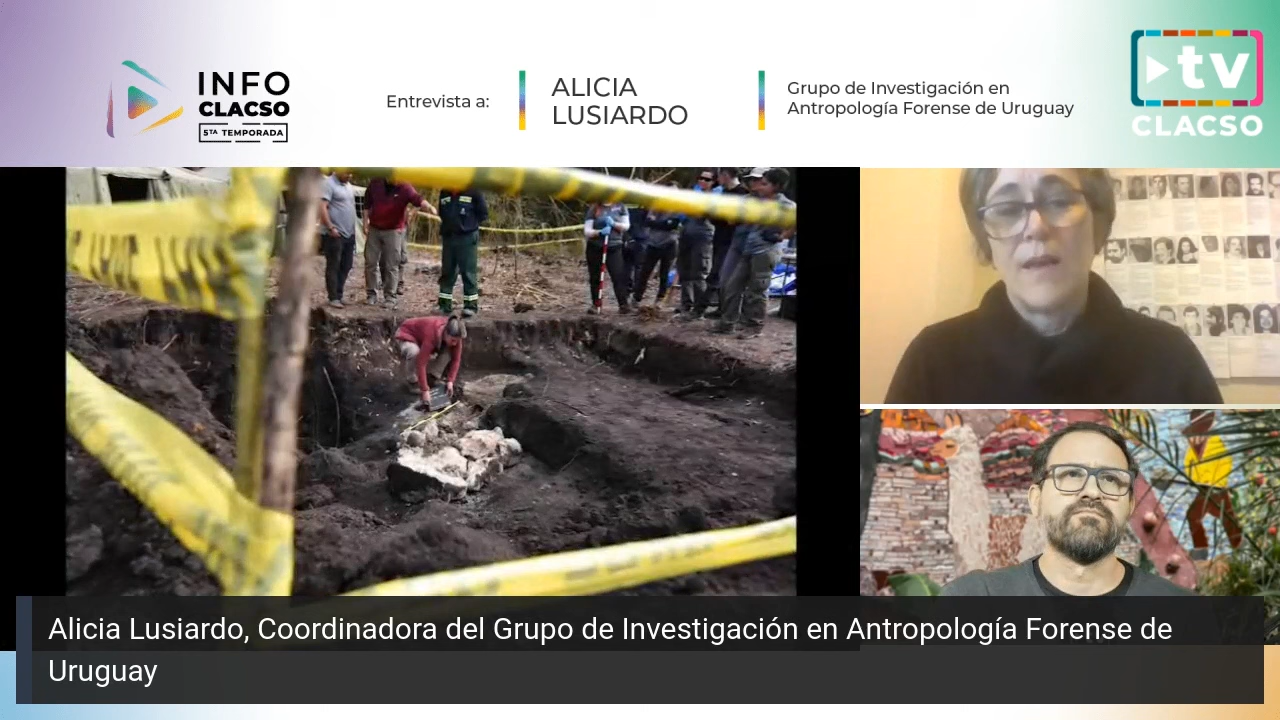 INFO
CLACSO
5TA TEMPORADA
Entrevista a:
ALICIA
LUSIARDO
Grupo de Investigación en
Antropología Forense de Uruguay
tv
CLACSO
Alicia Lusiardo, Coordinadora del Grupo de Investigación en Antropología Forense de
Uruguay